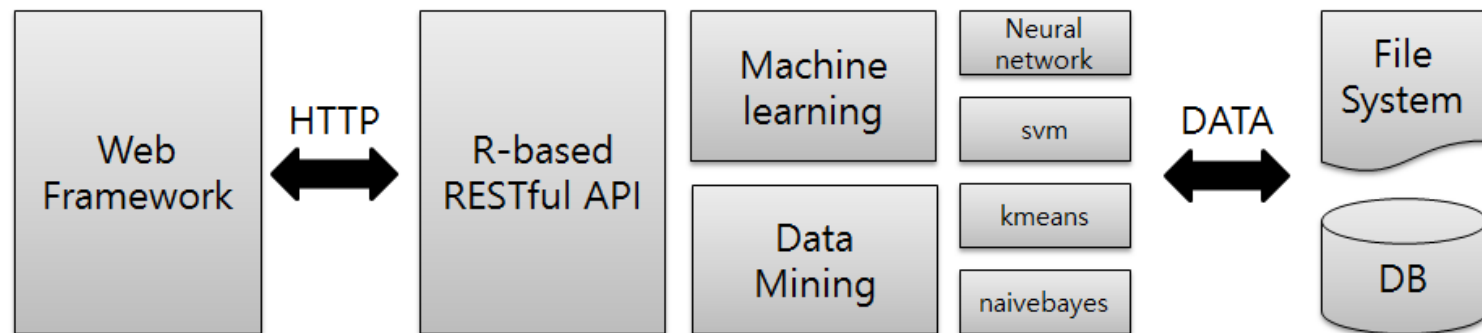 Web
Framework
HTTP
R-based
RESTful API
Machine
learning
Data
Mining
Neural
network
svm
kmeans
naivebayes
DATA
File
System
DB